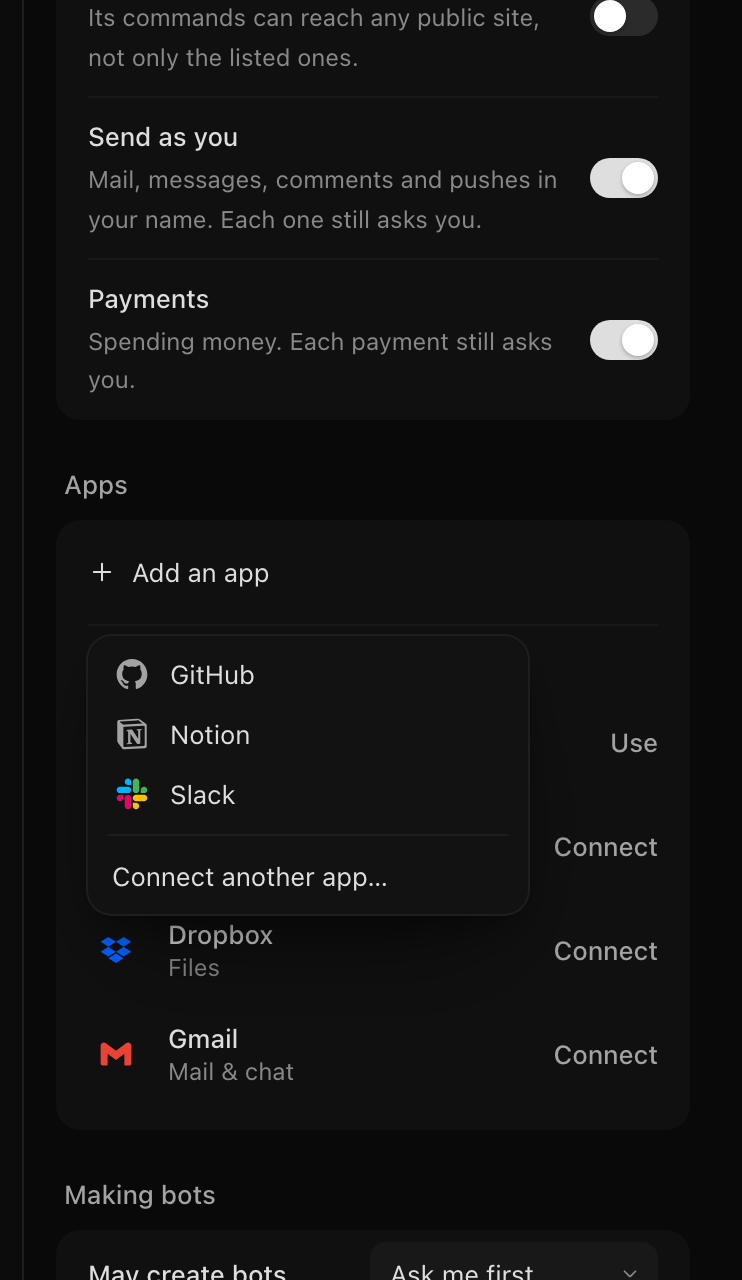 Its commands can reach any public site,
not only the listed ones.
Send as you
Mail, messages, comments and pushes in
your name. Each one still asks you.
Payments
Spending money. Each payment still asks
you.
Apps
+ Add an app
GitHub
Notion
Slack
Connect another app...
Use
Connect
Dropbox
Files
Connect
Gmail
Mail & chat
Connect
Making bots
May create bots
Ask me first